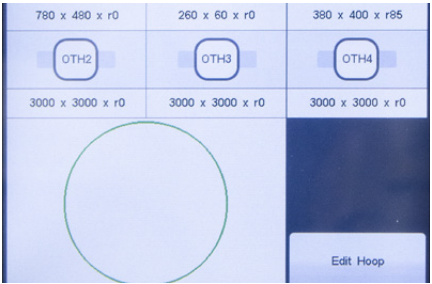 780 x 480 x r0 260 x 60 x r0 380 x 400 x r85
OTH2 OTH3 OTH4
3000 x 3000 x r0 3000 x 3000 x r0 3000 x 3000 x r0
Edit Hoop